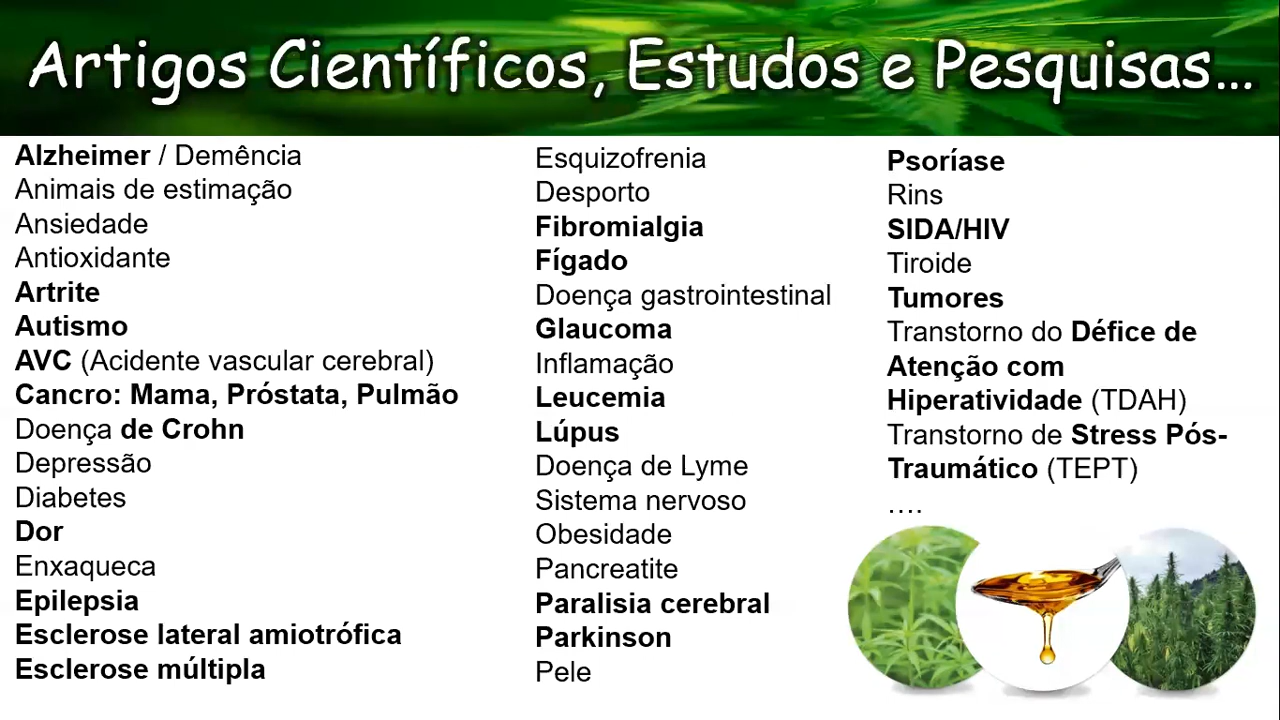 Artigos Científicos, Estudos e Pesquisas...
Alzheimer / Demência
Animais de estimação
Ansiedade
Antioxidante
Artrite
Autismo
AVC (Acidente vascular cerebral)
Cancro: Mama, Próstata, Pulmão
Doença de Crohn
Depressão
Diabetes
Dor
Enxaqueca
Epilepsia
Esclerose lateral amiotrófica
Esclerose múltipla
Esquizofrenia
Desporto
Fibromialgia
Fígado
Doença gastrointestinal
Glaucoma
Inflamação
Leucemia
Lúpus
Doença de Lyme
Sistema nervoso
Obesidade
Pancreatite
Paralisia cerebral
Parkinson
Pele
Psoríase
Rins
SIDA/HIV
Tiroide
Tumores
Transtorno do Défice de
Atenção com
Hiperatividade (TDAH)
Transtorno de Stress Pós-
Traumático (TEPT)
....